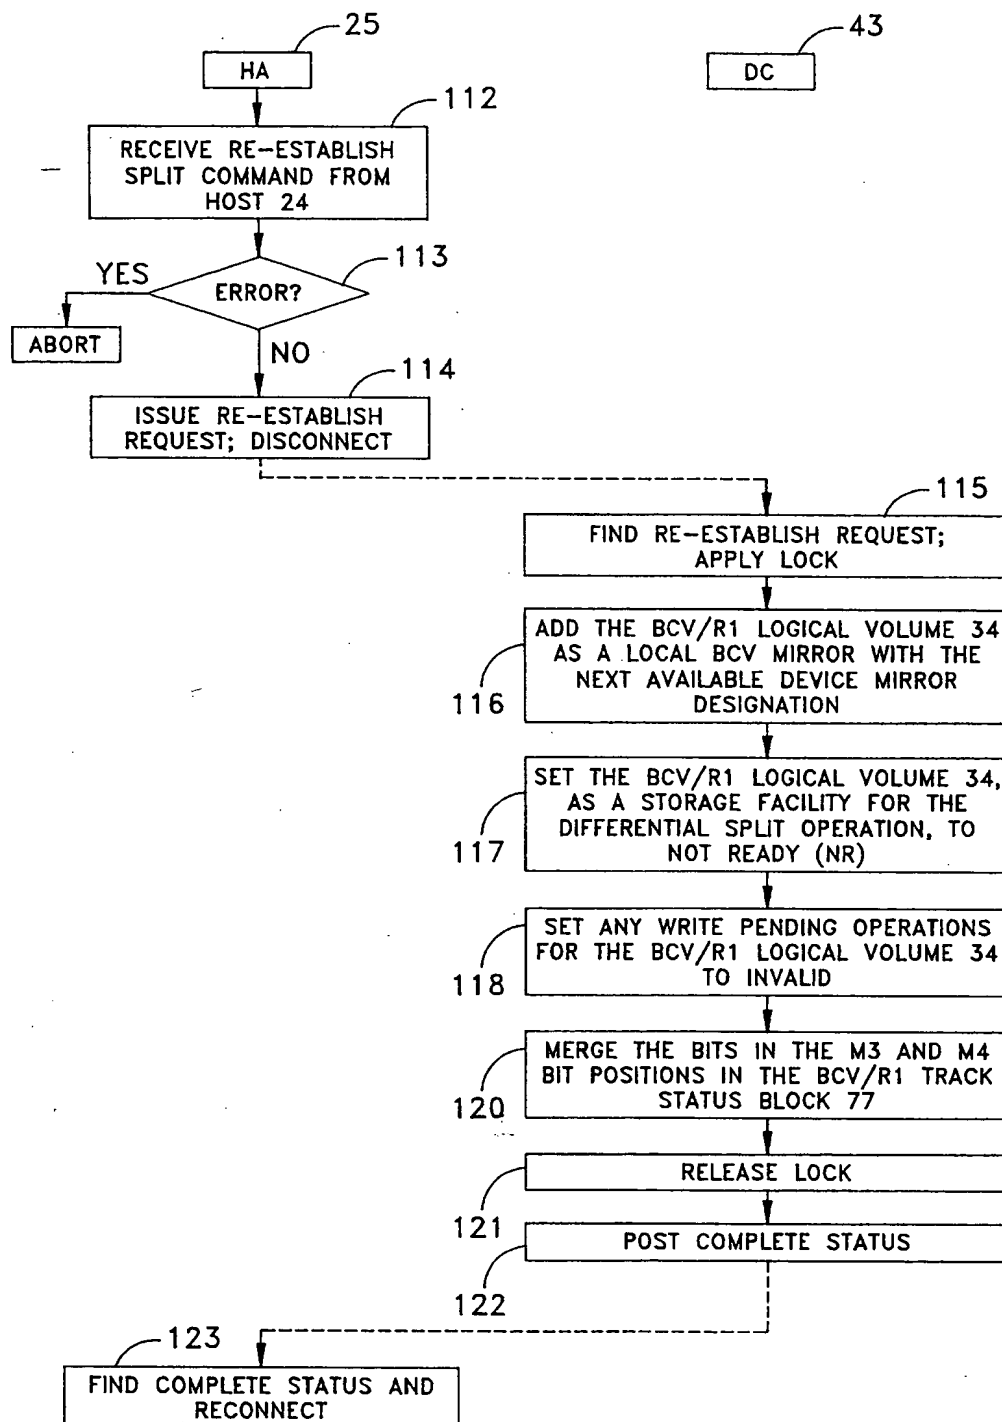 25
43
HA
DC
112
RECEIVE RE-ESTABLISH
SPLIT COMMAND FROM
HOST 24
113
YES
ERROR?
ABORT
NO
114
ISSUE RE-ESTABLISH
REQUEST; DISCONNECT
115
FIND RE-ESTABLISH REQUEST;
APPLY LOCK
ADD THE BCV/R1 LOGICAL VOLUME 34
AS A LOCAL BCV MIRROR WITH THE
NEXT AVAILABLE DEVICE MIRROR
DESIGNATION
116
SET THE BCV/R1 LOGICAL VOLUME 34,
AS A STORAGE FACILITY FOR THE
DIFFERENTIAL SPLIT OPERATION, TO
NOT READY (NR)
117
SET ANY WRITE PENDING OPERATIONS
FOR THE BCV/R1 LOGICAL VOLUME 34
TO INVALID
118
MERGE THE BITS IN THE M3 AND M4
BIT POSITIONS IN THE BCV/R1 TRACK
STATUS BLOCK 77
120
RELEASE LOCK
121
POST COMPLETE STATUS
122
123
FIND COMPLETE STATUS AND
RECONNECT